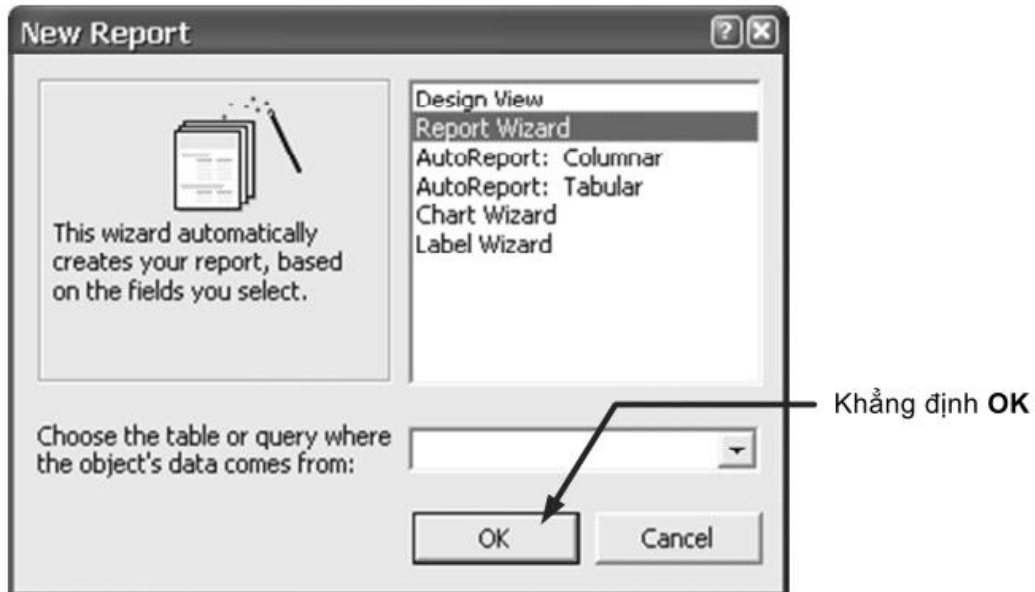 New Report
Design View
Report Wizard
AutoReport: Columnar
AutoReport: Tabular
Chart Wizard
Label Wizard
This wizard automatically
creates your report, based
on the fields you select.
Khẳng định OK
Choose the table or query where
the object's data comes from:
OK
Cancel